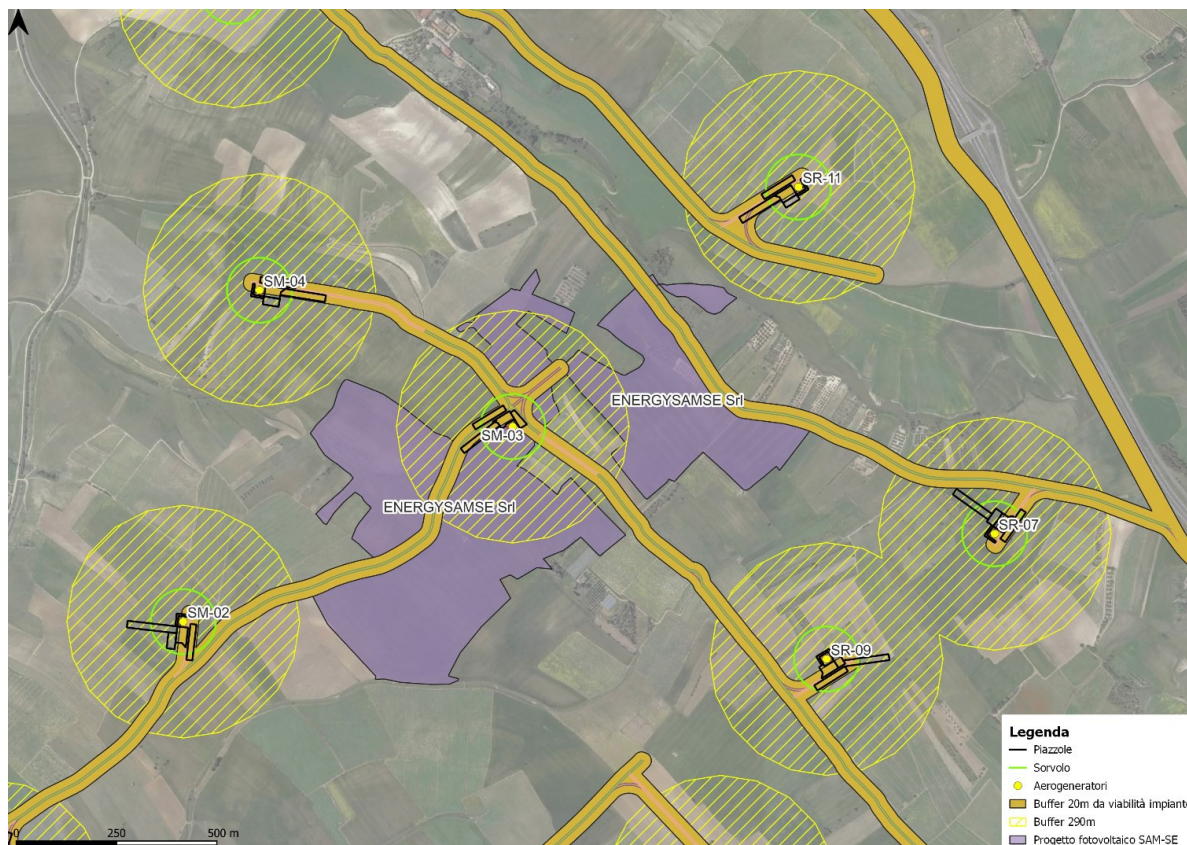 SR-11
SM-04
ENERGYSAMSE Srl
SM-03
ENERGYSAMSE Srl
SR-07
SM-02
SR-09
Legenda
Piazzole
Sorvolo
Aerogeneratori
Buffer 20m da viabilità impianto
Buffer 290m
Progetto fotovoltaico SAM-SE
0 250 500 m